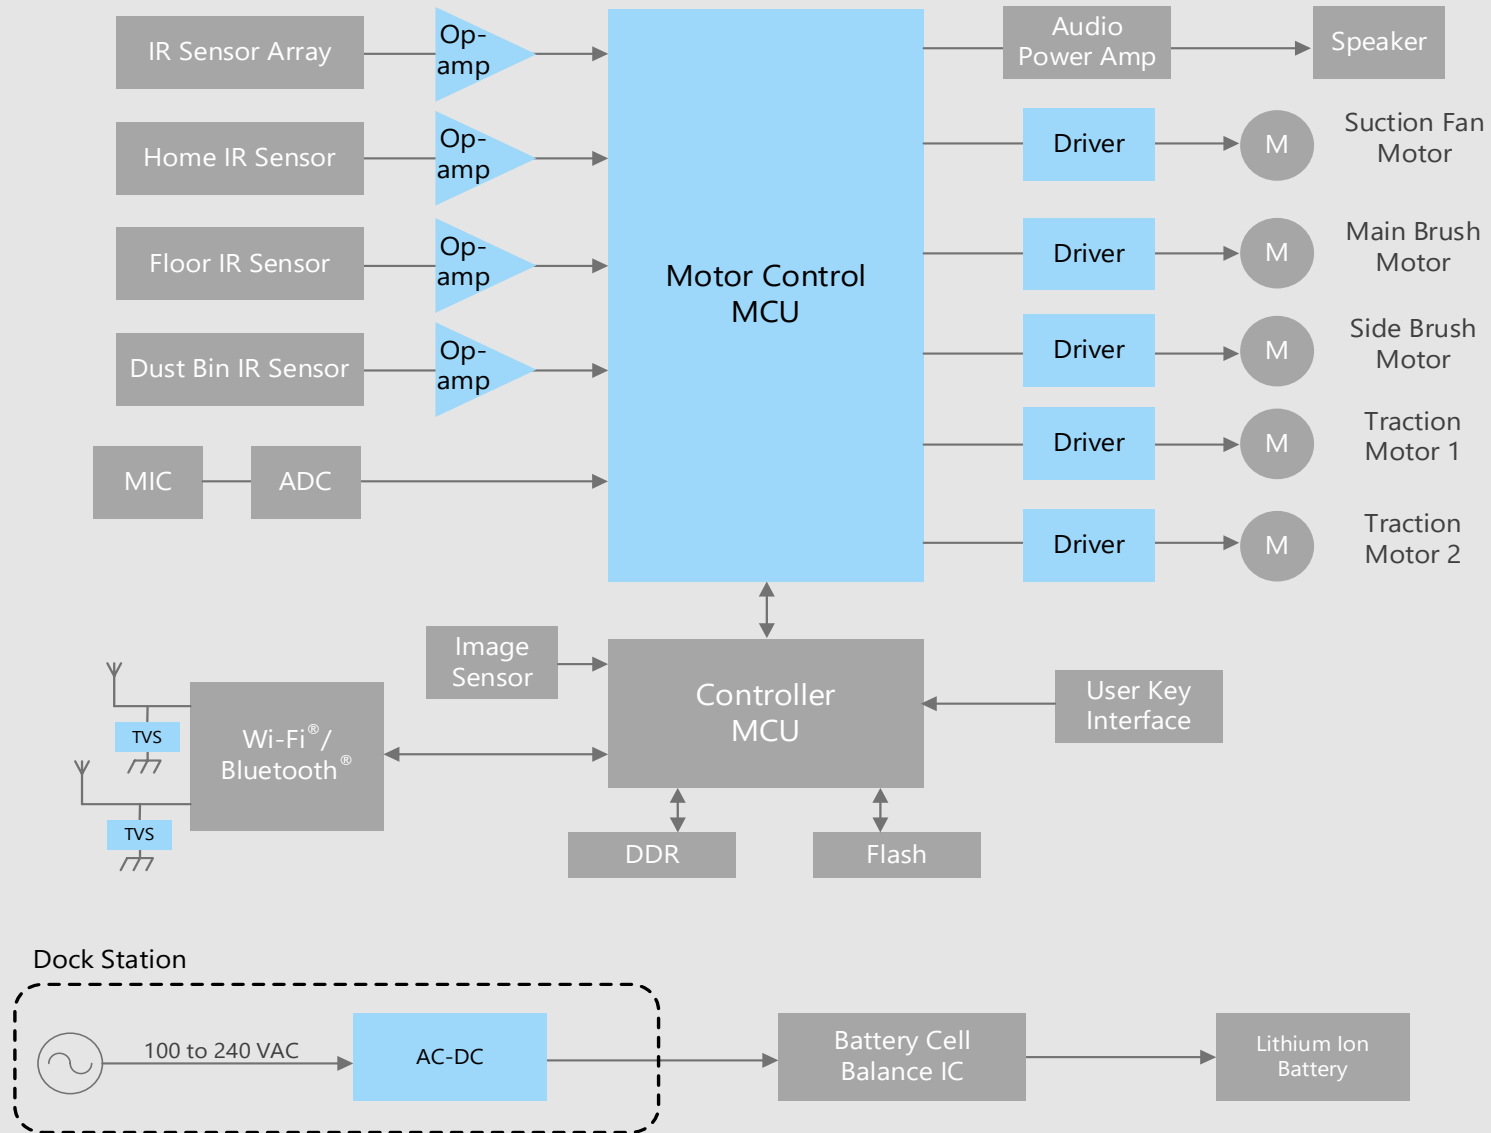 IR Sensor Array
Op-
amp
Home IR Sensor
Op-
amp
Floor IR Sensor
Op-
amp
Dust Bin IR Sensor
Op-
amp
MIC
ADC
Motor Control
MCU
Audio
Power Amp
Speaker
Driver
M
Suction Fan
Motor
Driver
M
Main Brush
Motor
Driver
M
Side Brush
Motor
Driver
M
Traction
Motor 1
Driver
M
Traction
Motor 2
Image
Sensor
Controller
MCU
User Key
Interface
TVS
TVS
Wi-Fi®/
Bluetooth®
DDR
Flash
Dock Station
100 to 240 VAC
AC-DC
Battery Cell
Balance IC
Lithium Ion
Battery